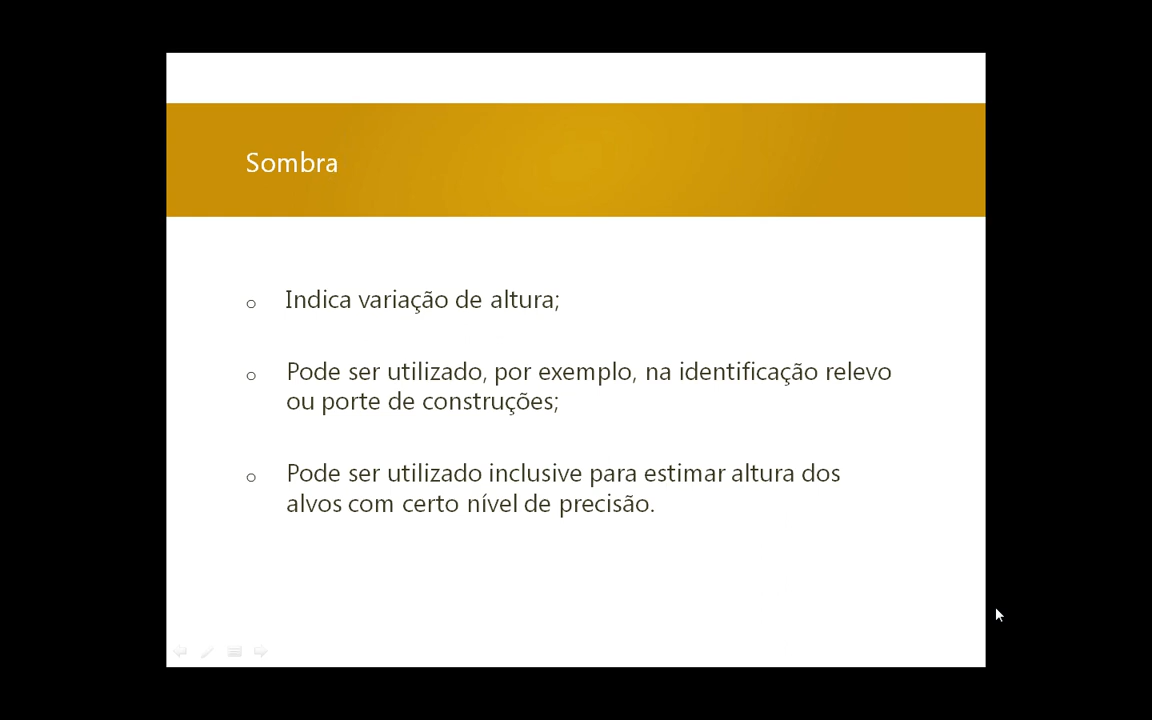 Sombra
Indica variação de altura;
Pode ser utilizado, por exemplo, na identificação relevo
ou porte de construções;
Pode ser utilizado inclusive para estimar altura dos
alvos com certo nível de precisão.